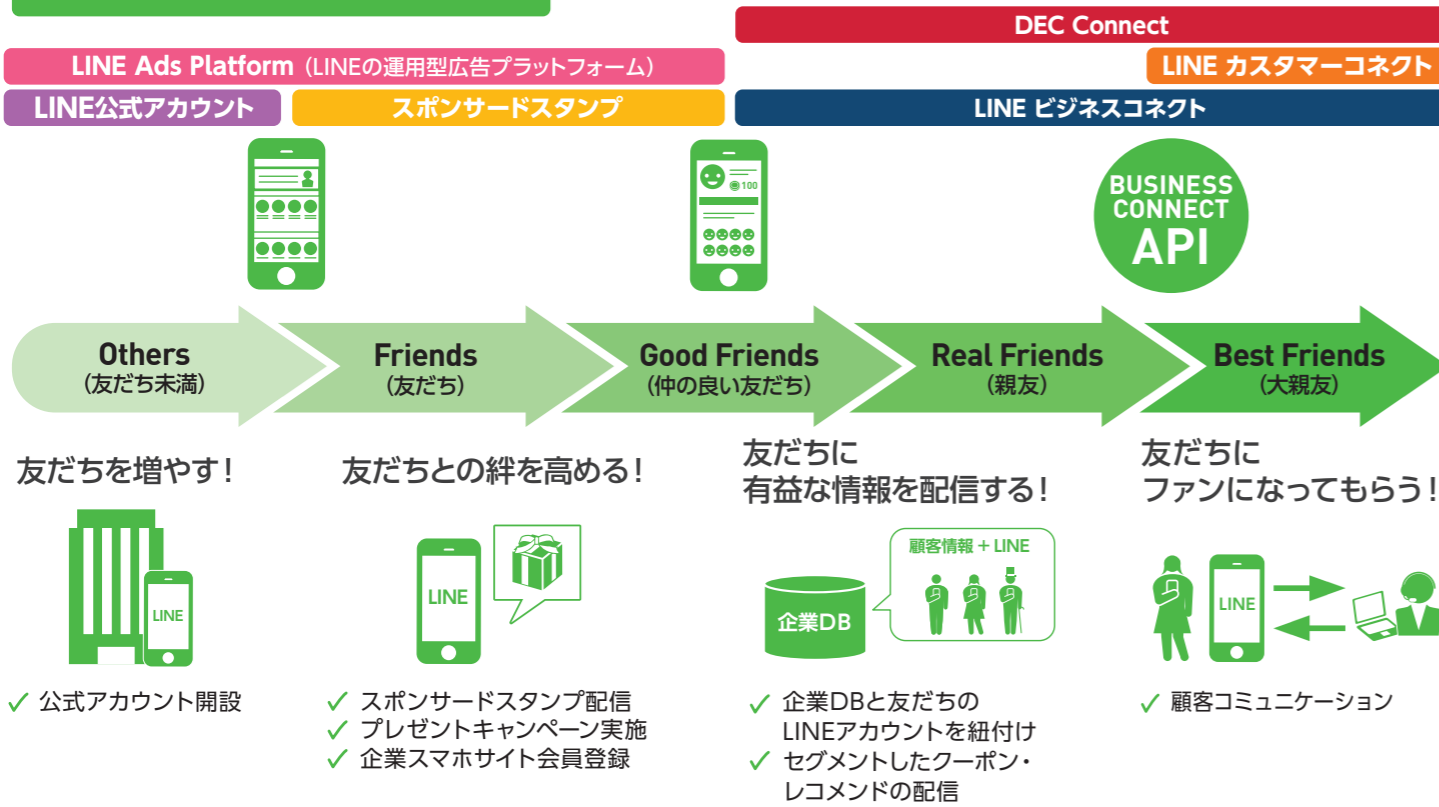 DEC Connect
LINE Ads Platform（LINEの運用型広告プラットフォーム）
LINE カスタマーコネクト
LINE公式アカウント
スポンサードスタンプ
LINE ビジネスコネクト
100
BUSINESS
CONNECT
API
Others
（友だち未満）
Friends
（友だち）
Good Friends
（仲の良い友だち）
Real Friends
（親友）
Best Friends
（大親友）
友だちを増やす！
友だちとの絆を高める！
友だちに
有益な情報を配信する！
友だちに
ファンになってもらう！
LINE
LINE
企業DB
顧客情報 + LINE
LINE
✓ 公式アカウント開設
✓ スポンサードスタンプ配信
✓ プレゼントキャンペーン実施
✓ 企業スマホサイト会員登録
✓ 企業DBと友だちの
LINEアカウントを紐付け
✓ セグメントしたクーポン・
レコメンドの配信
✓ 顧客コミュニケーション